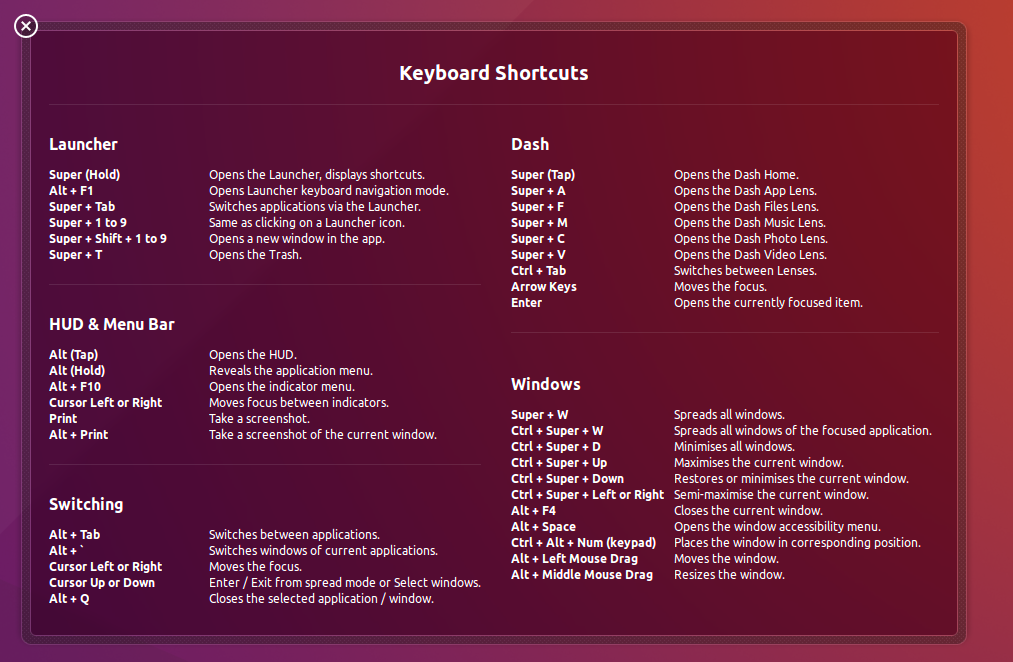 Keyboard Shortcuts
Launcher
Super (Hold) Opens the Launcher, displays shortcuts.
Alt + F1 Opens Launcher keyboard navigation mode.
Super + Tab Switches applications via the Launcher.
Super + 1 to 9 Same as clicking on a Launcher icon.
Super + Shift + 1 to 9 Opens a new window in the app.
Super + T Opens the Trash.
HUD & Menu Bar
Alt (Tap) Opens the HUD.
Alt (Hold) Reveals the application menu.
Alt + F10 Opens the indicator menu.
Cursor Left or Right Moves focus between indicators.
Print Take a screenshot.
Alt + Print Take a screenshot of the current window.
Switching
Alt + Tab Switches between applications.
Alt + ` Switches windows of current applications.
Cursor Left or Right Moves the focus.
Cursor Up or Down Enter / Exit from spread mode or Select windows.
Alt + Q Closes the selected application / window.
Dash
Super (Tap) Opens the Dash Home.
Super + A Opens the Dash App Lens.
Super + F Opens the Dash Files Lens.
Super + M Opens the Dash Music Lens.
Super + C Opens the Dash Photo Lens.
Super + V Opens the Dash Video Lens.
Ctrl + Tab Switches between Lenses.
Arrow Keys Moves the focus.
Enter Opens the currently focused item.
Windows
Super + W Spreads all windows.
Ctrl + Super + W Spreads all windows of the focused application.
Ctrl + Super + D Minimises all windows.
Ctrl + Super + Up Maximises the current window.
Ctrl + Super + Down Restores or minimises the current window.
Ctrl + Super + Left or Right Semi-maximise the current window.
Alt + F4 Closes the current window.
Alt + Space Opens the window accessibility menu.
Ctrl + Alt + Num (keypad) Places the window in corresponding position.
Alt + Left Mouse Drag Moves the window.
Alt + Middle Mouse Drag Resizes the window.